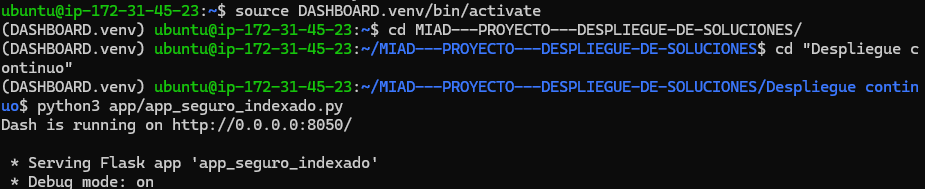 ubuntu@ip-172-31-45-23:~$ source DASHBOARD.venv/bin/activate
(DASHBOARD.venv) ubuntu@ip-172-31-45-23:~$ cd MIAD---PROYECTO---DESPLIEGUE-DE-SOLUCIONES/
(DASHBOARD.venv) ubuntu@ip-172-31-45-23:~/MIAD---PROYECTO---DESPLIEGUE-DE-SOLUCIONES$ cd "Despliegue c
ontinuo"
(DASHBOARD.venv) ubuntu@ip-172-31-45-23:~/MIAD---PROYECTO---DESPLIEGUE-DE-SOLUCIONES/Despliegue contin
uo$ python3 app/app_seguro_indexado.py
Dash is running on http://0.0.0.0:8050/

 * Serving Flask app 'app_seguro_indexado'
 * Debug mode: on